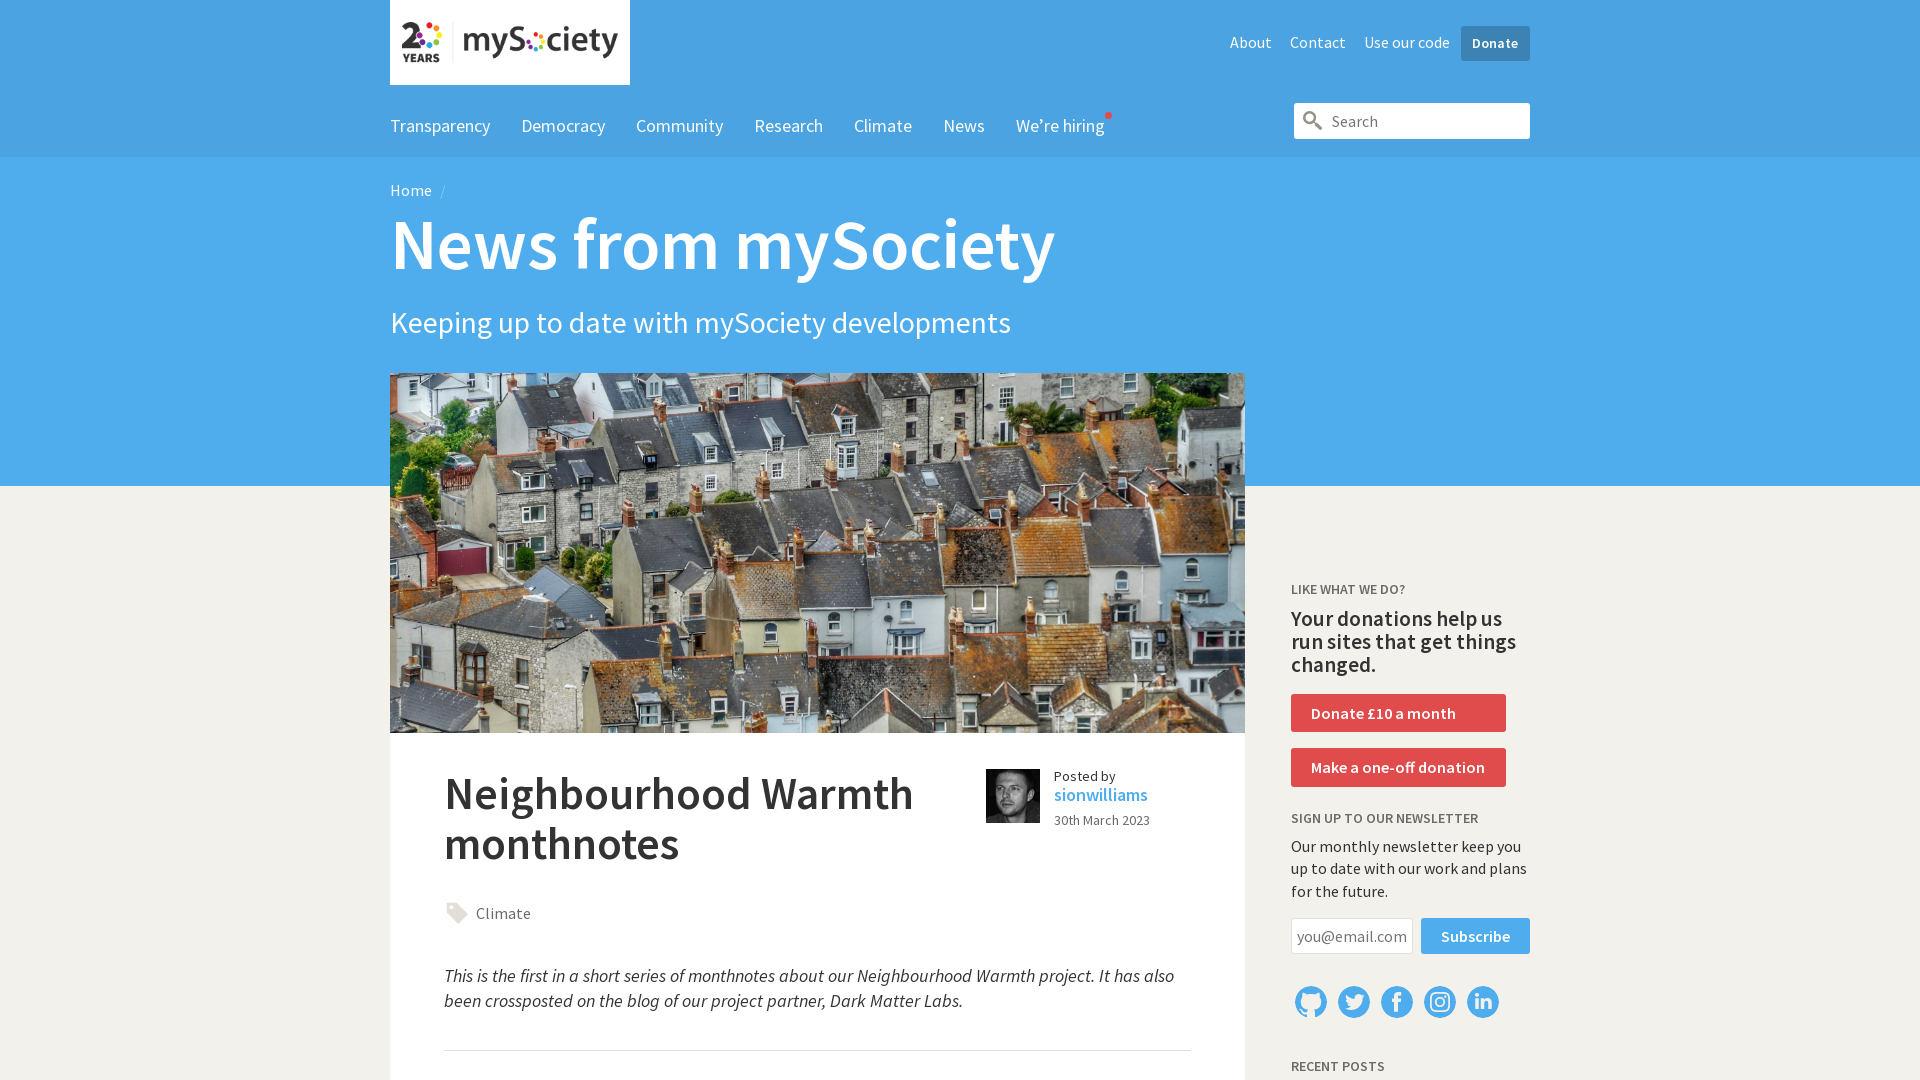 20 YEARS mySociety
About Contact Use our code Donate
Transparency Democracy Community Research Climate News We’re hiring
Search
Home /
News from mySociety
Keeping up to date with mySociety developments
Neighbourhood Warmth
monthnotes
Posted by
sionwilliams
30th March 2023
Climate
This is the first in a short series of monthnotes about our Neighbourhood Warmth project. It has also
been crossposted on the blog of our project partner, Dark Matter Labs.
LIKE WHAT WE DO?
Your donations help us
run sites that get things
changed.
Donate £10 a month
Make a one-off donation
SIGN UP TO OUR NEWSLETTER
Our monthly newsletter keep you
up to date with our work and plans
for the future.
you@email.com Subscribe
RECENT POSTS